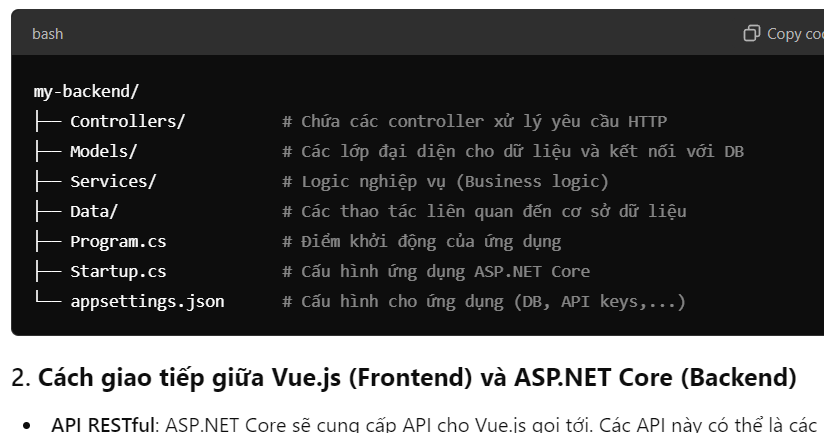 bash
Copy co
my-backend/
├── Controllers/ # Chứa các controller xử lý yêu cầu HTTP
├── Models/ # Các lớp đại diện cho dữ liệu và kết nối với DB
├── Services/ # Logic nghiệp vụ (Business logic)
├── Data/ # Các thao tác liên quan đến cơ sở dữ liệu
├── Program.cs # Điểm khởi động của ứng dụng
├── Startup.cs # Cấu hình ứng dụng ASP.NET Core
└── appsettings.json # Cấu hình cho ứng dụng (DB, API keys,...)
2. Cách giao tiếp giữa Vue.js (Frontend) và ASP.NET Core (Backend)
• API RESTful: ASP.NET Core sẽ cung cấp API cho Vue.js gọi tới. Các API này có thể là các